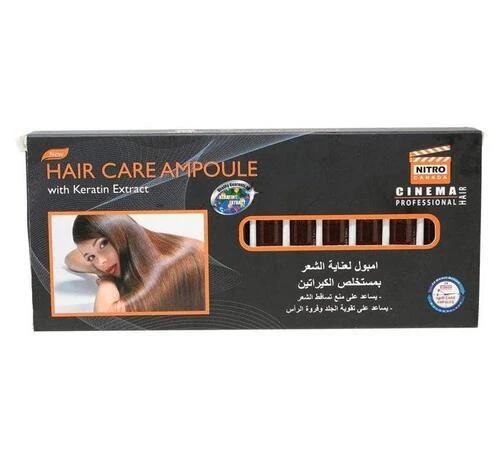 New
HAIR CARE AMPOULE
with Keratin Extract
NITRO
CANADA
CINEMA
PROFESSIONAL
HAIR
امبول لعناية الشعر
بمستخلص الكيراتين
- يساعد على منع تساقط الشعر
- يساعد على تقوية الجلد وفروة الرأس